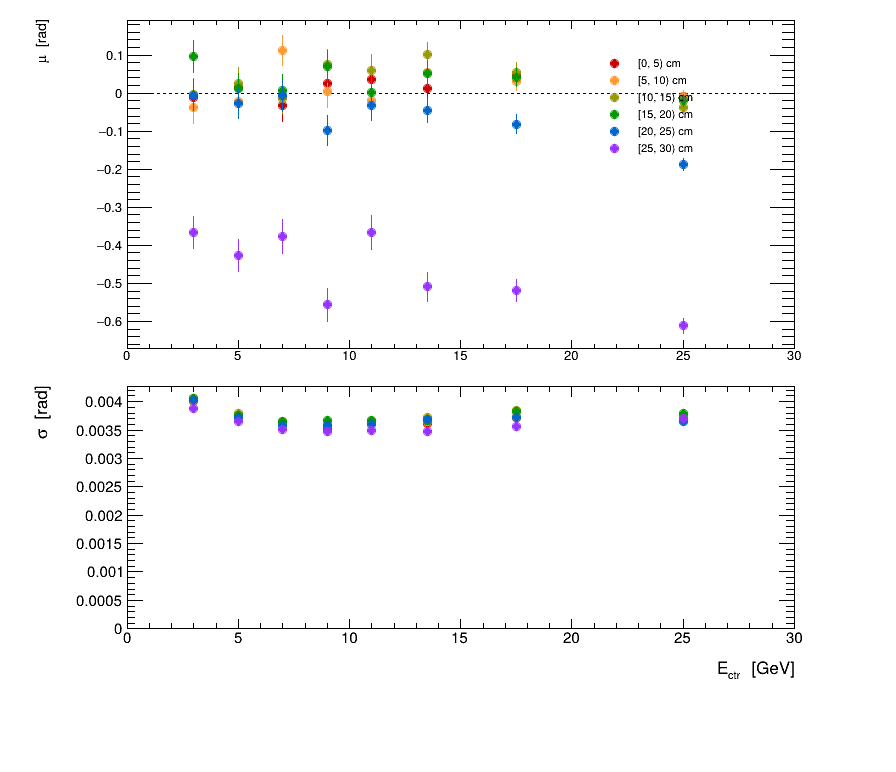 μ [rad]
0.1
0
−0.1
−0.2
−0.3
−0.4
−0.5
−0.6
[0, 5) cm
[5, 10) cm
[10, 15) cm
[15, 20) cm
[20, 25) cm
[25, 30) cm
0 5 10 15 20 25 30
σ [rad]
0.004
0.0035
0.003
0.0025
0.002
0.0015
0.001
0.0005
0
0 5 10 15 20 25 30
E_ctr [GeV]